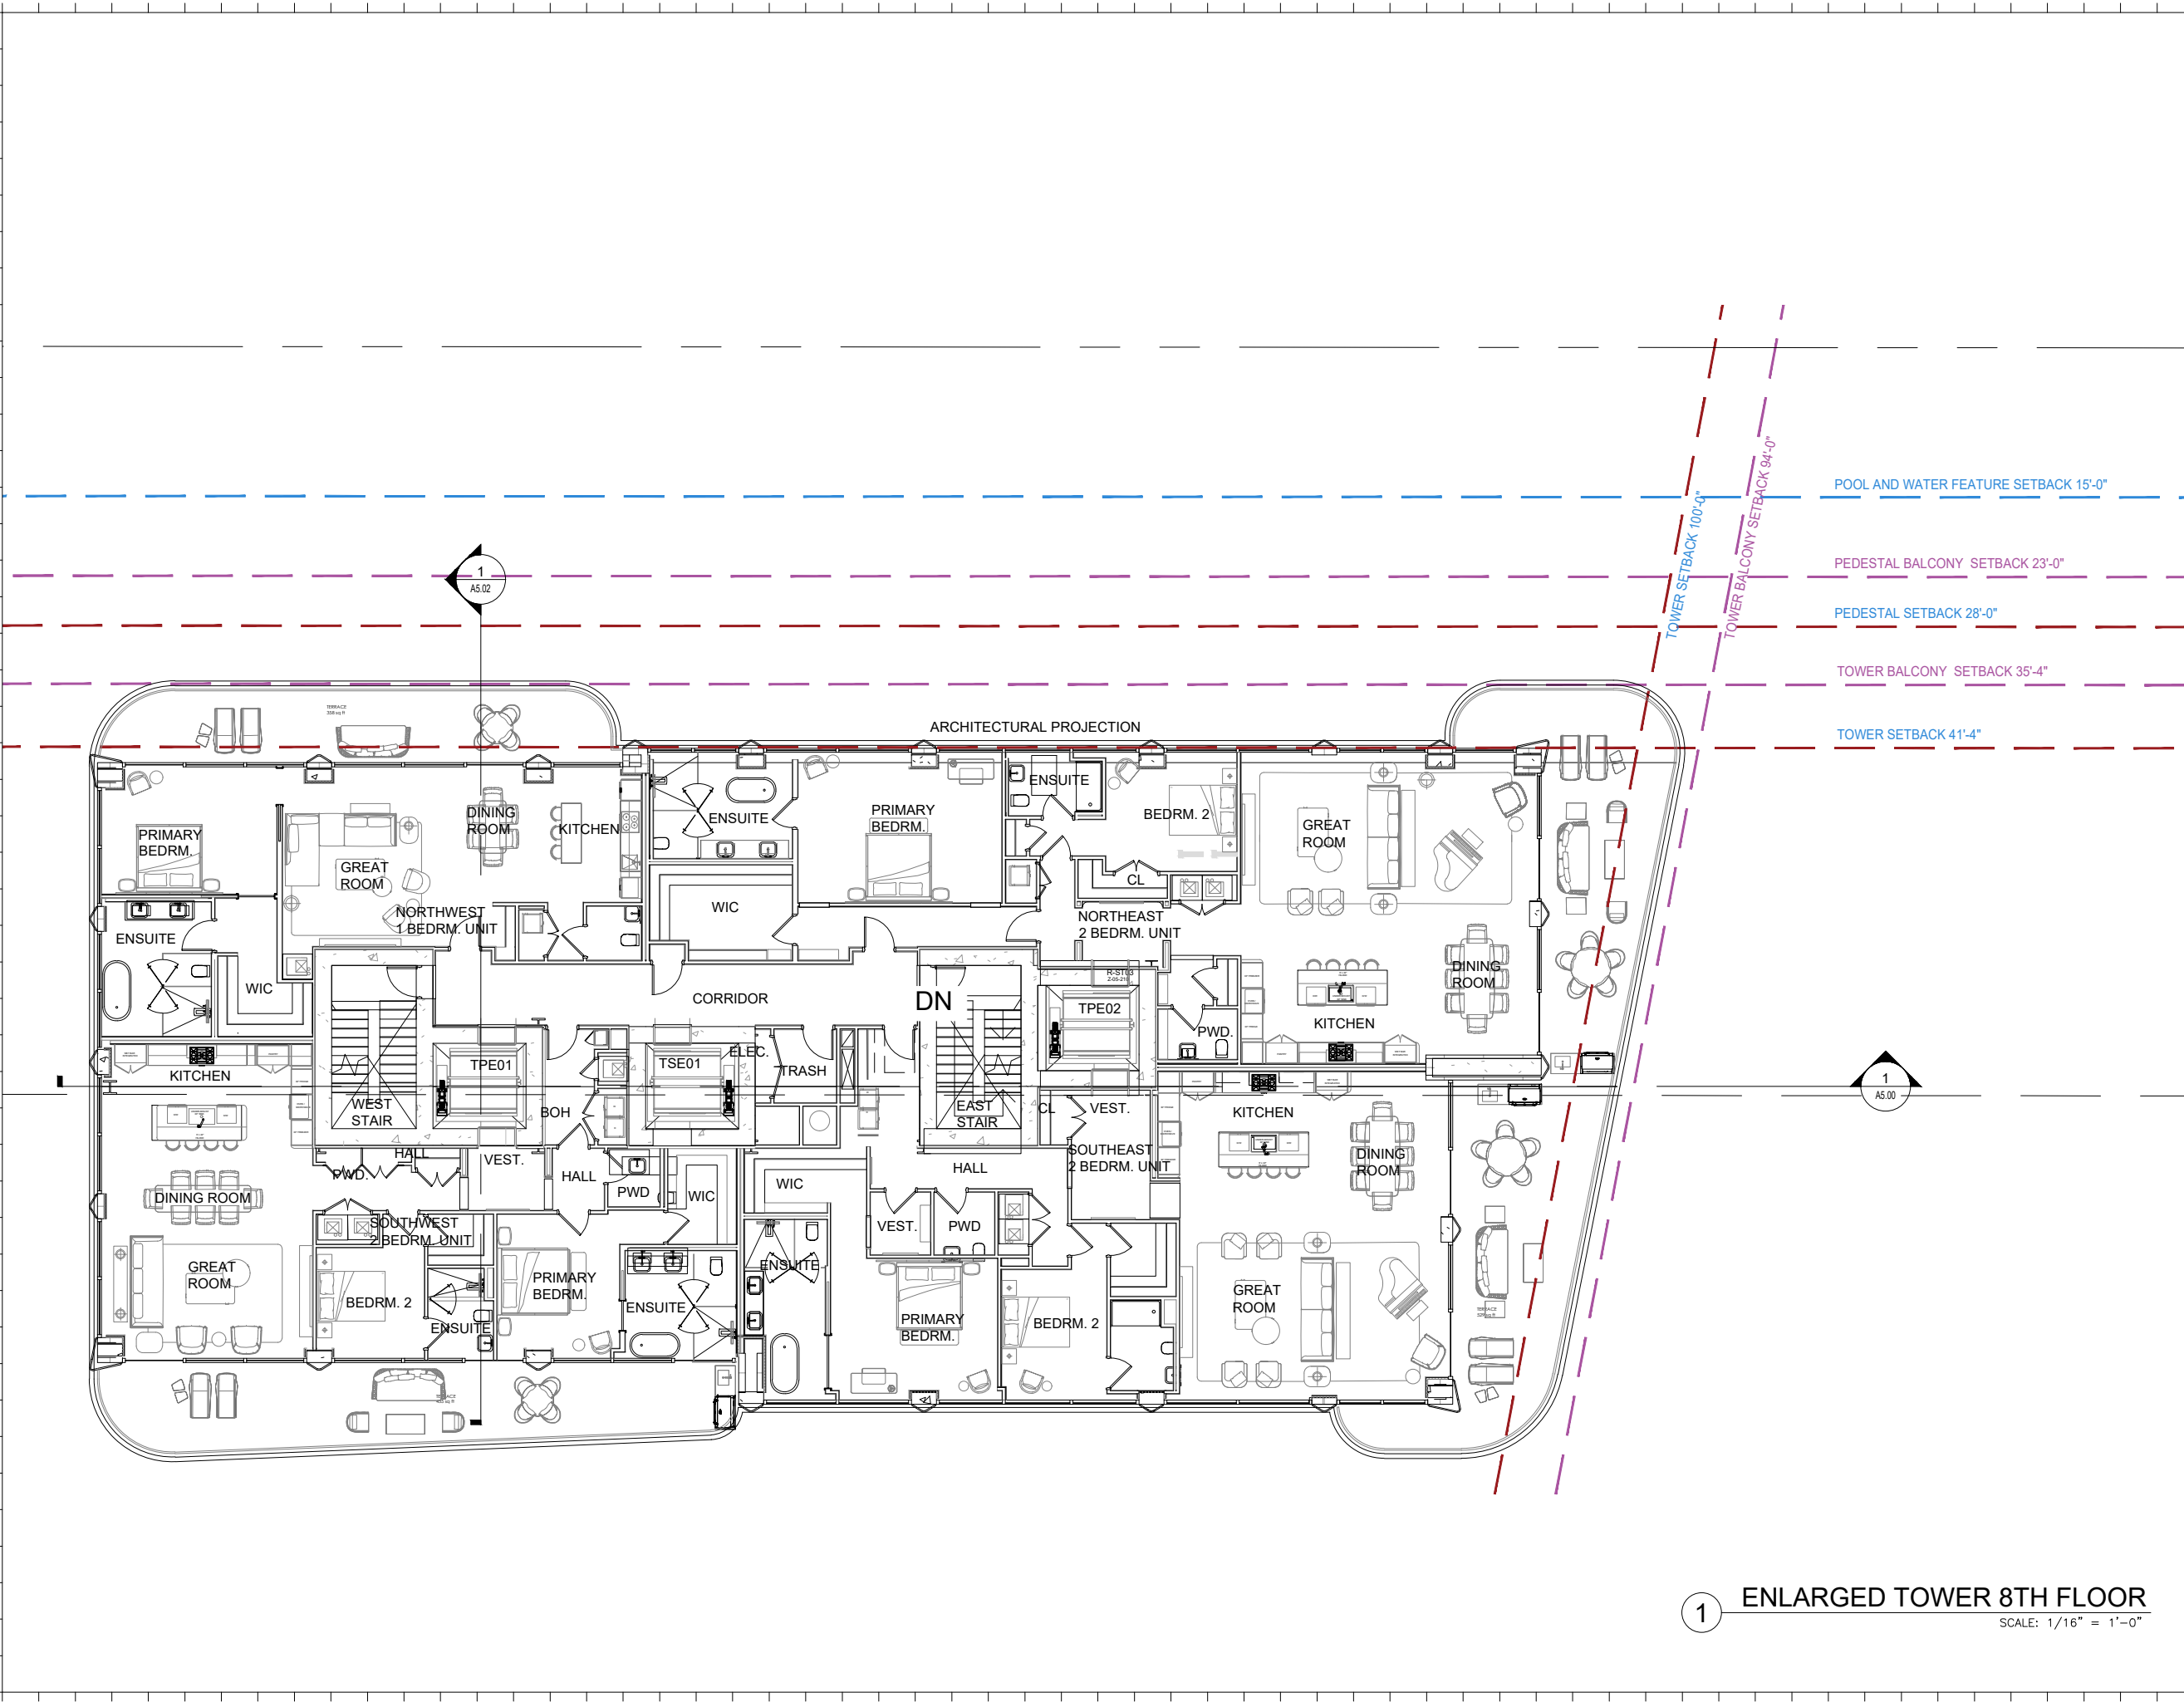 TOWER SETBACK 100'-0"
TOWER BALCONY SETBACK 94'-0"
POOL AND WATER FEATURE SETBACK 15'-0"
PEDESTAL BALCONY SETBACK 23'-0"
PEDESTAL SETBACK 28'-0"
TOWER BALCONY SETBACK 35'-4"
TOWER SETBACK 41'-4"
1
A5.02
TERRACE
ARCHITECTURAL PROJECTION
PRIMARY
BEDRM.
GREAT
ROOM
DINING
ROOM
KITCHEN
NORTHWEST
1 BEDRM. UNIT
ENSUITE
WIC
ENSUITE
WIC
PRIMARY
BEDRM.
ENSUITE
BEDRM. 2
CL
NORTHEAST
2 BEDRM. UNIT
GREAT
ROOM
DINING
ROOM
KITCHEN
PWD.
CORRIDOR
DN
R-ST03
TPE02
TPE01
TSE01
ELEC.
TRASH
BOH
WEST
STAIR
EAST
STAIR
CL
VEST.
1
A5.00
KITCHEN
DINING ROOM
GREAT
ROOM
HALL
PWD.
VEST.
HALL
PWD
WIC
SOUTHWEST
2 BEDRM. UNIT
BEDRM. 2
ENSUITE
PRIMARY
BEDRM.
ENSUITE
TERRACE
WIC
ENSUITE
HALL
VEST.
PWD
PRIMARY
BEDRM.
BEDRM. 2
SOUTHEAST
2 BEDRM. UNIT
KITCHEN
DINING
ROOM
GREAT
ROOM
TERRACE
1
ENLARGED TOWER 8TH FLOOR
SCALE: 1/16" = 1'-0"